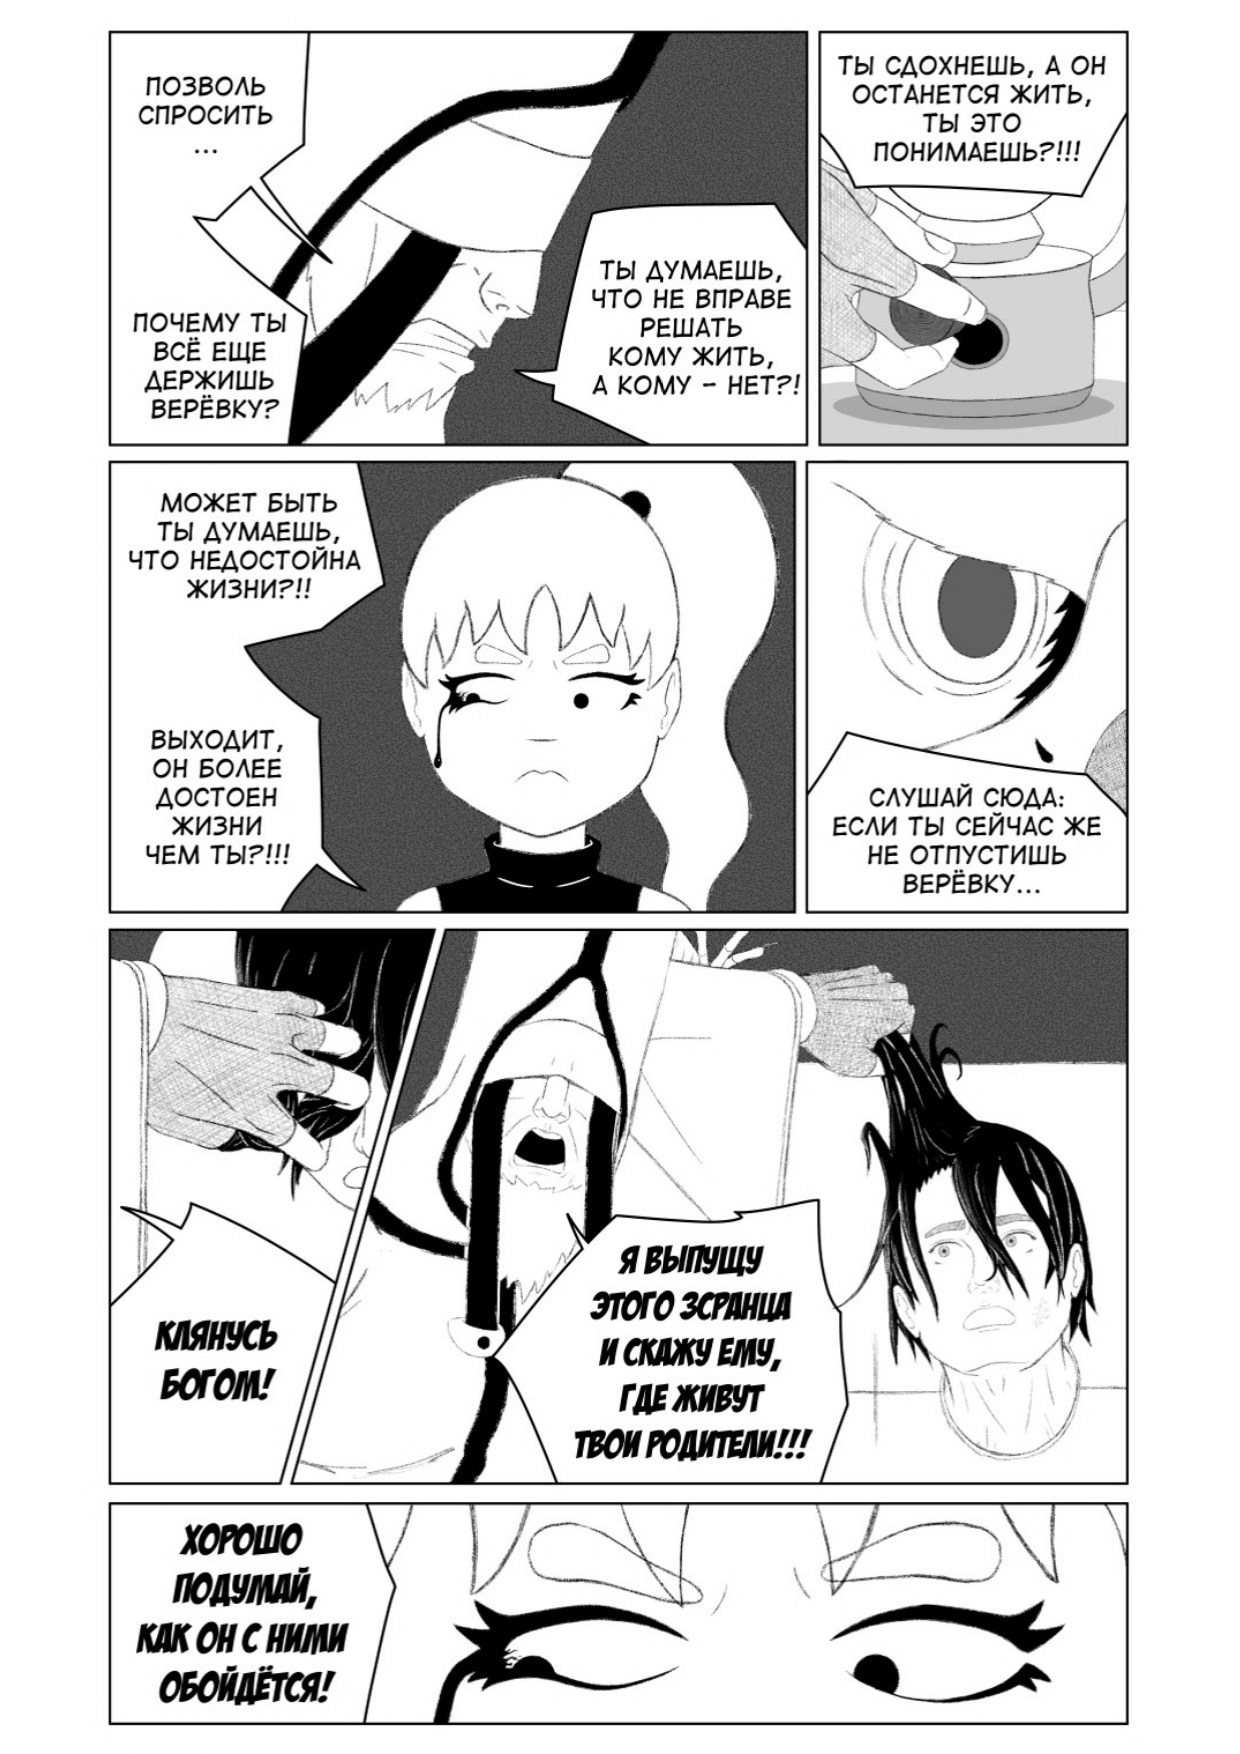 ПОЗВОЛЬ
СПРОСИТЬ
...
ПОЧЕМУ ТЫ
ВСЁ ЕЩЕ
ДЕРЖИШЬ
ВЕРЁВКУ?
ТЫ ДУМАЕШЬ,
ЧТО НЕ ВПРАВЕ
РЕШАТЬ
КОМУ ЖИТЬ,
А КОМУ - НЕТ?!
ТЫ СДОХНЕШЬ, А ОН
ОСТАНЕТСЯ ЖИТЬ,
ТЫ ЭТО
ПОНИМАЕШЬ?!!!
МОЖЕТ БЫТЬ
ТЫ ДУМАЕШЬ,
ЧТО НЕДОСТОЙНА
ЖИЗНИ?!!
ВЫХОДИТ,
ОН БОЛЕЕ
ДОСТОЕН
ЖИЗНИ
ЧЕМ ТЫ?!!!
СЛУШАЙ СЮДА:
ЕСЛИ ТЫ СЕЙЧАС ЖЕ
НЕ ОТПУСТИШЬ
ВЕРЁВКУ...
КЛЯНУСЬ
БОГОМ!
Я ВЫПУЩУ
ЭТОГО ЗСРАНЦА
И СКАЖУ ЕМУ,
ГДЕ ЖИВУТ
ТВОИ РОДИТЕЛИ!!!
ХОРОШО
ПОДУМАЙ,
КАК ОН С НИМИ
ОБОЙДЁТСЯ!